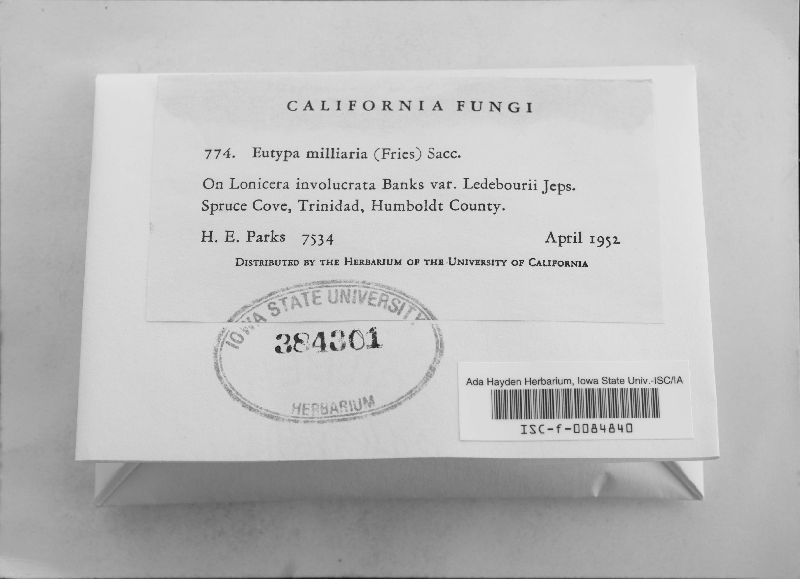 CALIFORNIA FUNGI
774. Eutypa milliaria (Fries) Sacc.
On Lonicera involucrata Banks var. Ledebourii Jeps.
Spruce Cove, Trinidad, Humboldt County.
H. E. Parks 7534 April 1952
DISTRIBUTED BY THE HERBARIUM OF THE UNIVERSITY OF CALIFORNIA
IOWA STATE UNIVERSITY
384301
HERBARIUM
Ada Hayden Herbarium, Iowa State Univ.-ISC/IA
ISC-f-0084840